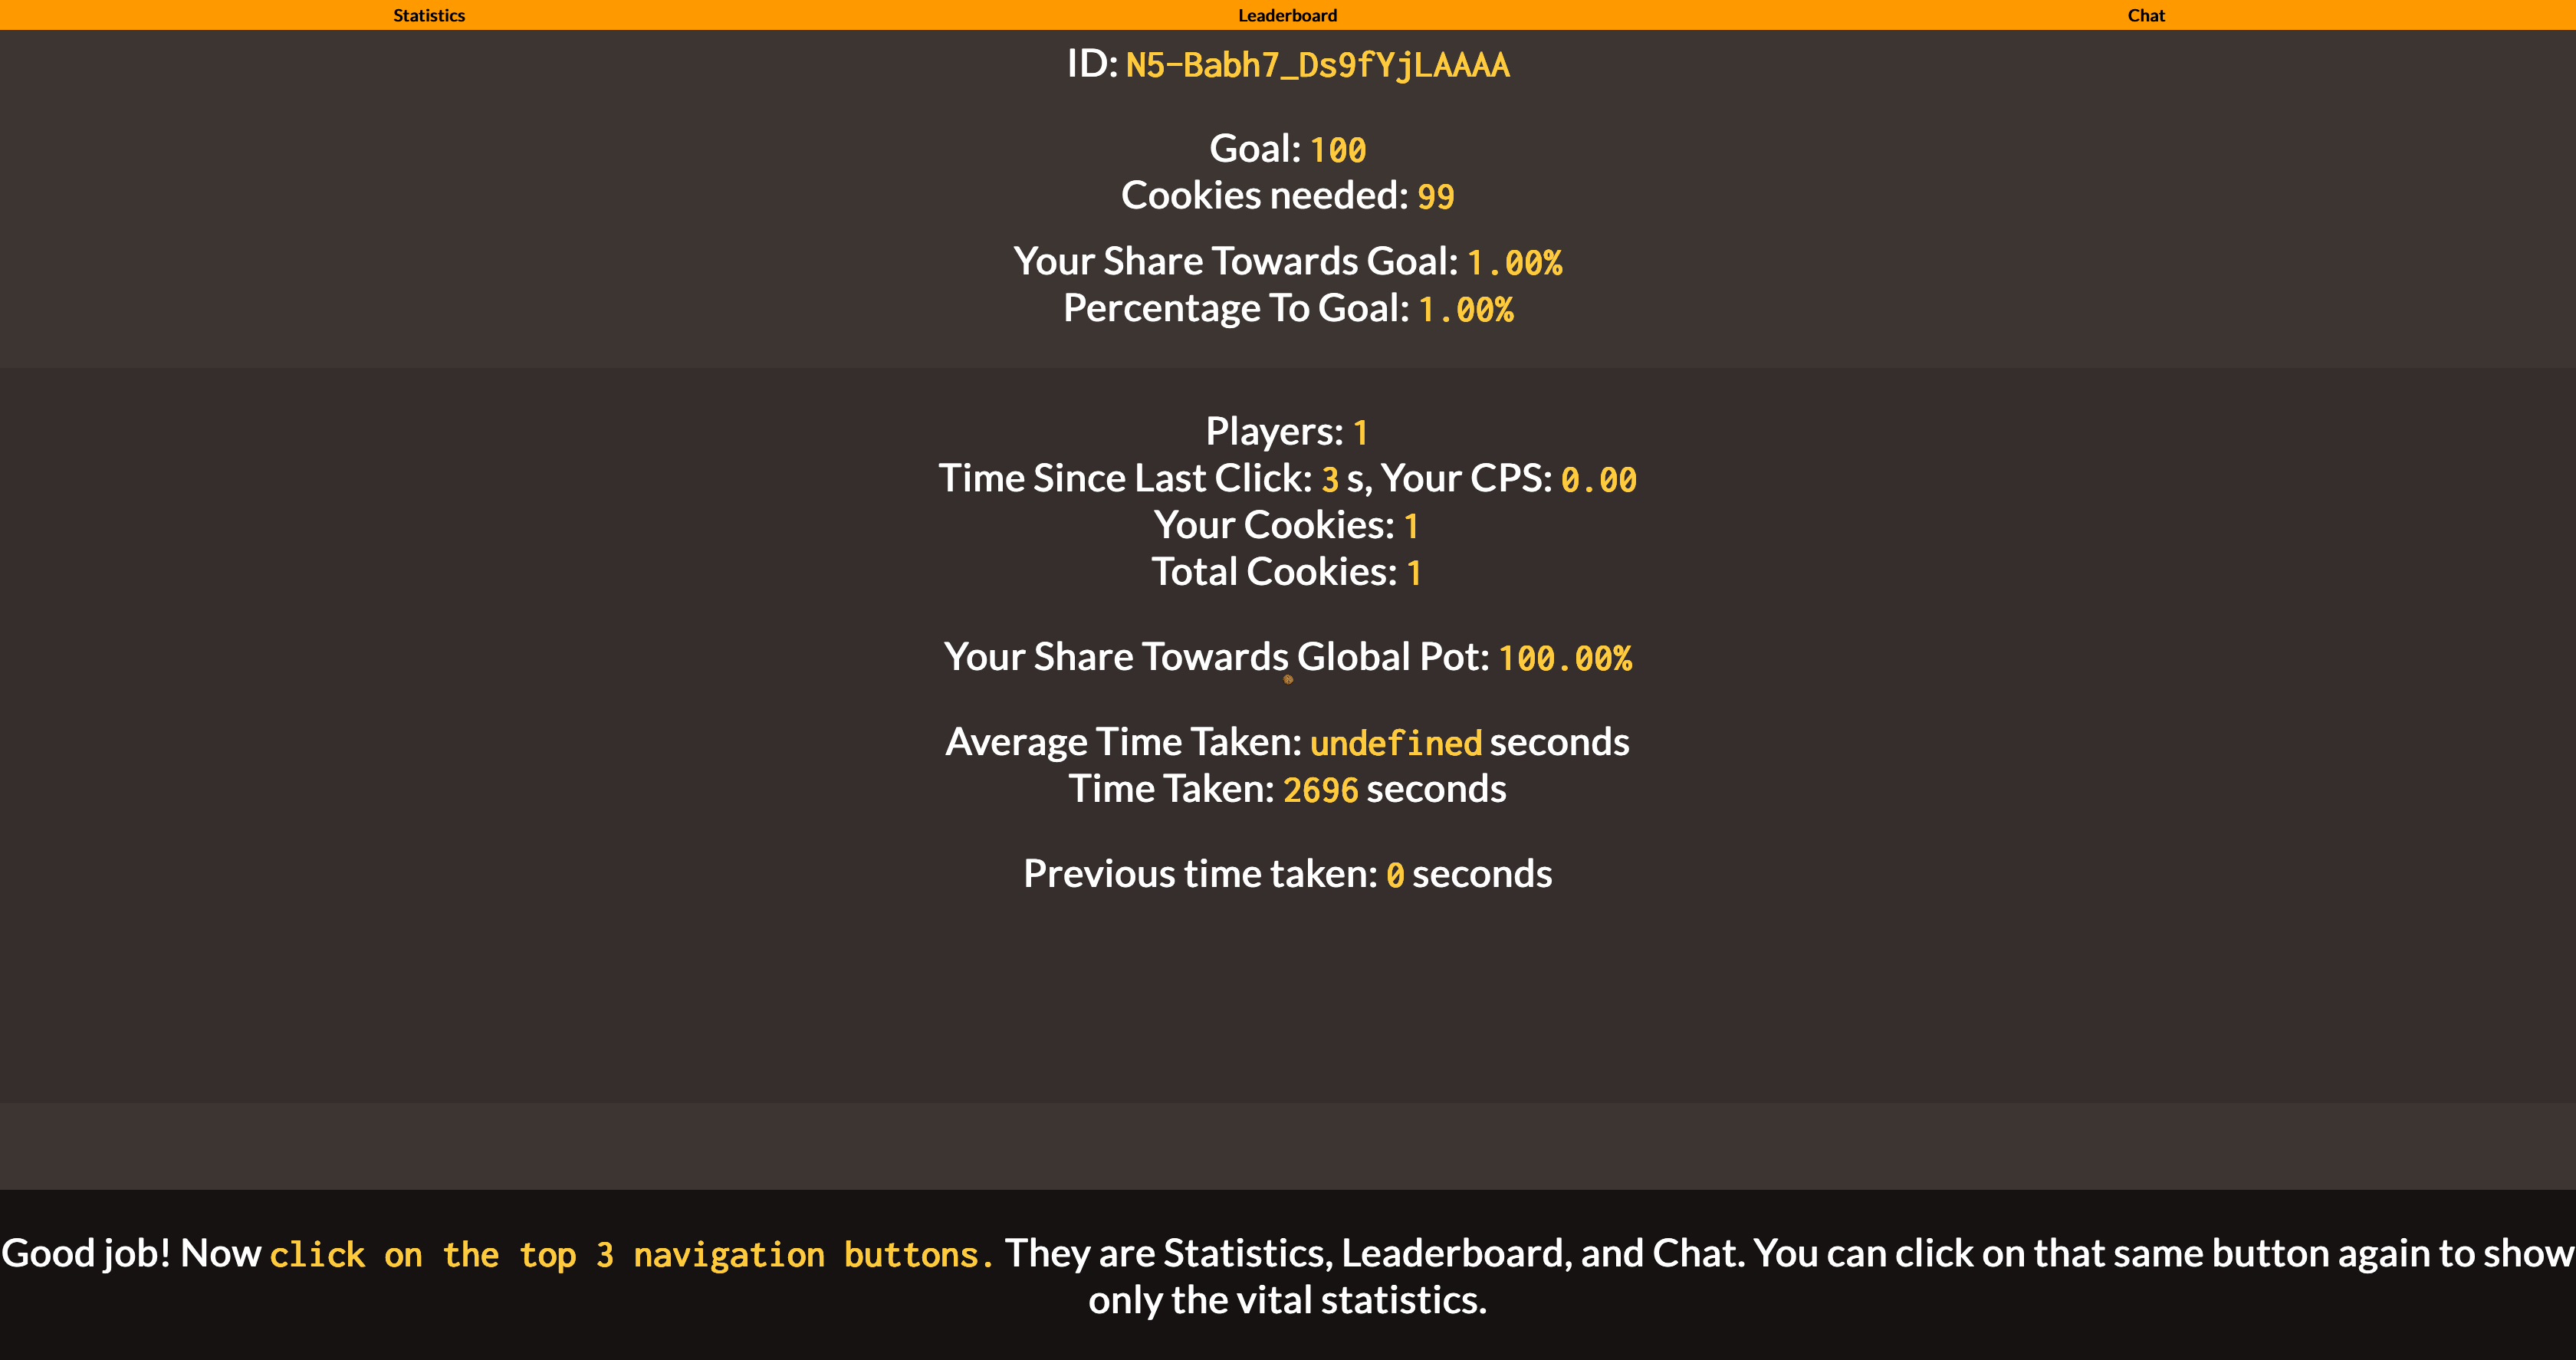 Statistics Leaderboard Chat
ID: N5-Babh7_Ds9fYjLAAAA
Goal: 100
Cookies needed: 99
Your Share Towards Goal: 1.00%
Percentage To Goal: 1.00%
Players: 1
Time Since Last Click: 3 s, Your CPS: 0.00
Your Cookies: 1
Total Cookies: 1
Your Share Towards Global Pot: 100.00%
Average Time Taken: undefined seconds
Time Taken: 2696 seconds
Previous time taken: 0 seconds
Good job! Now click on the top 3 navigation buttons. They are Statistics, Leaderboard, and Chat. You can click on that same button again to show
only the vital statistics.